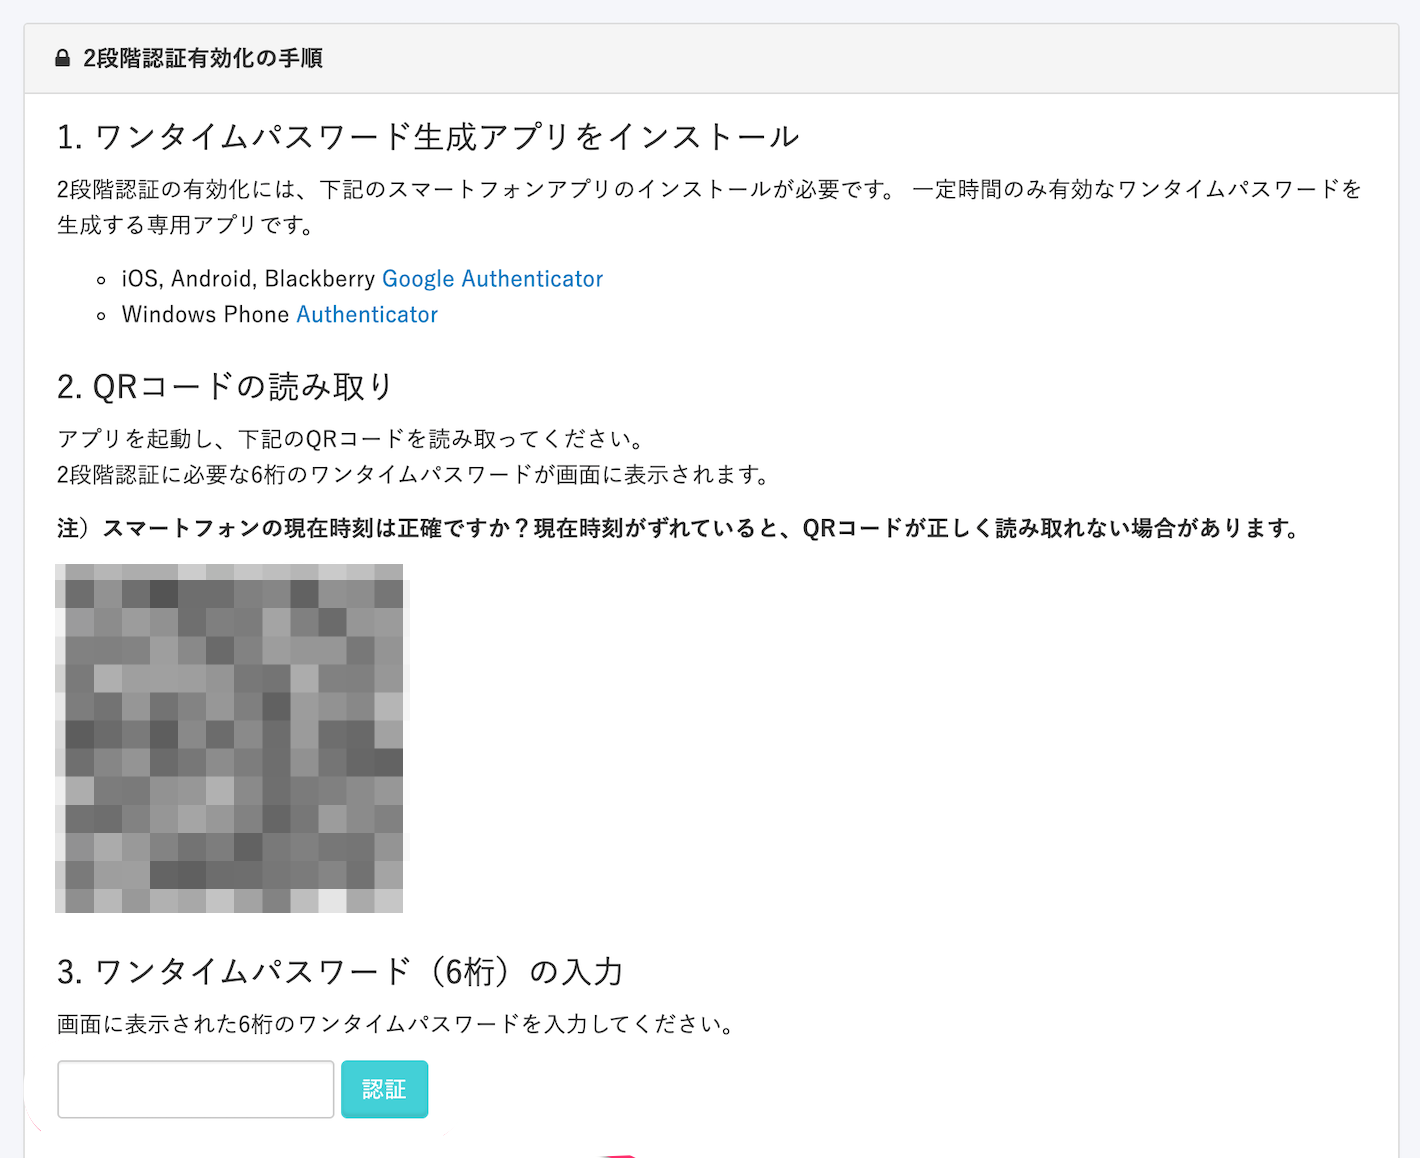 2段階認証有効化の手順
1. ワンタイムパスワード生成アプリをインストール
2段階認証の有効化には、下記のスマートフォンアプリのインストールが必要です。 一定時間のみ有効なワンタイムパスワードを
生成する専用アプリです。
iOS, Android, Blackberry Google Authenticator
Windows Phone Authenticator
2. QRコードの読み取り
アプリを起動し、下記のQRコードを読み取ってください。
2段階認証に必要な6桁のワンタイムパスワードが画面に表示されます。
注）スマートフォンの現在時刻は正確ですか？現在時刻がずれていると、QRコードが正しく読み取れない場合があります。
3. ワンタイムパスワード（6桁）の入力
画面に表示された6桁のワンタイムパスワードを入力してください。
認証